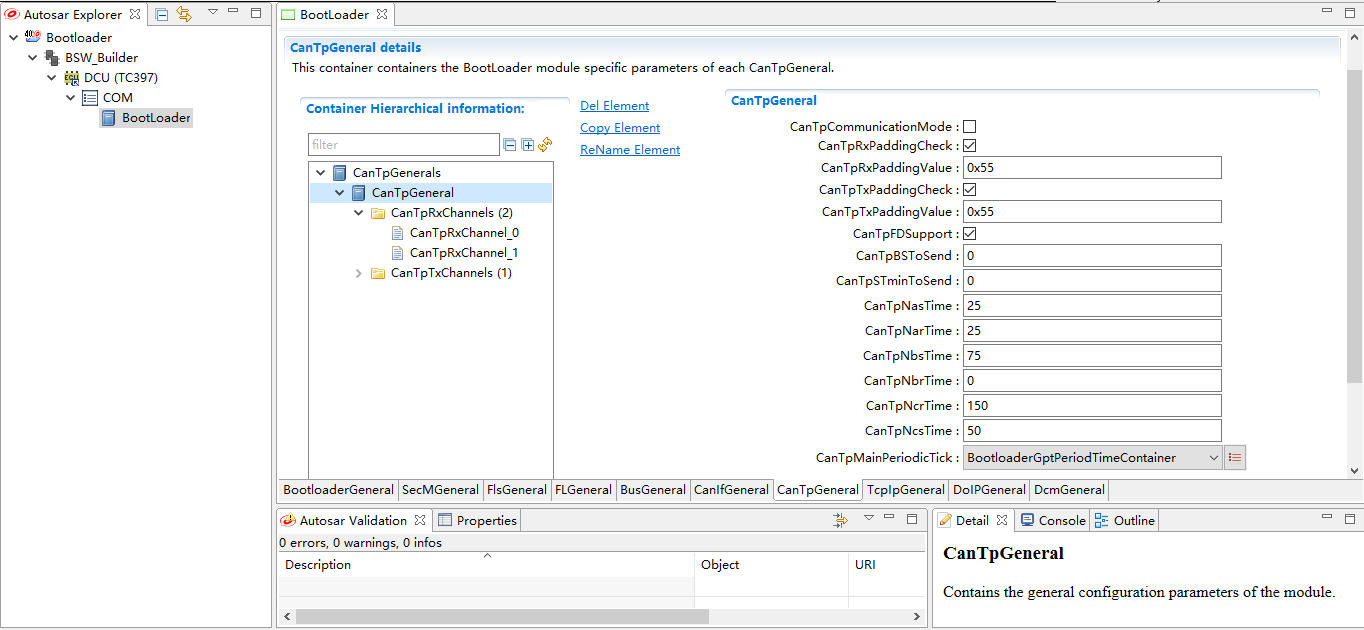 Autosar Explorer
Bootloader
BSW_Builder
DCU (TC397)
COM
BootLoader
BootLoader
CanTpGeneral details
This container containers the BootLoader module specific parameters of each CanTpGeneral.
Container Hierarchical information:
filter
CanTpGenerals
CanTpGeneral
CanTpRxChannels (2)
CanTpRxChannel_0
CanTpRxChannel_1
CanTpTxChannels (1)
Del Element
Copy Element
ReName Element
CanTpGeneral
CanTpCommunicationMode :
CanTpRxPaddingCheck :
CanTpRxPaddingValue : 0x55
CanTpTxPaddingCheck :
CanTpTxPaddingValue : 0x55
CanTpFDSupport :
CanTpBSToSend : 0
CanTpSTminToSend : 0
CanTpNasTime : 25
CanTpNarTime : 25
CanTpNbsTime : 75
CanTpNbrTime : 0
CanTpNcrTime : 150
CanTpNcsTime : 50
CanTpMainPeriodicTick : BootloaderGptPeriodTimeContainer
BootloaderGeneral SecMGeneral FlsGeneral FLGeneral BusGeneral CanIfGeneral CanTpGeneral TcpIpGeneral DoIPGeneral DcmGeneral
Autosar Validation Properties
0 errors, 0 warnings, 0 infos
Description Object URI
Detail Console Outline
CanTpGeneral
Contains the general configuration parameters of the module.